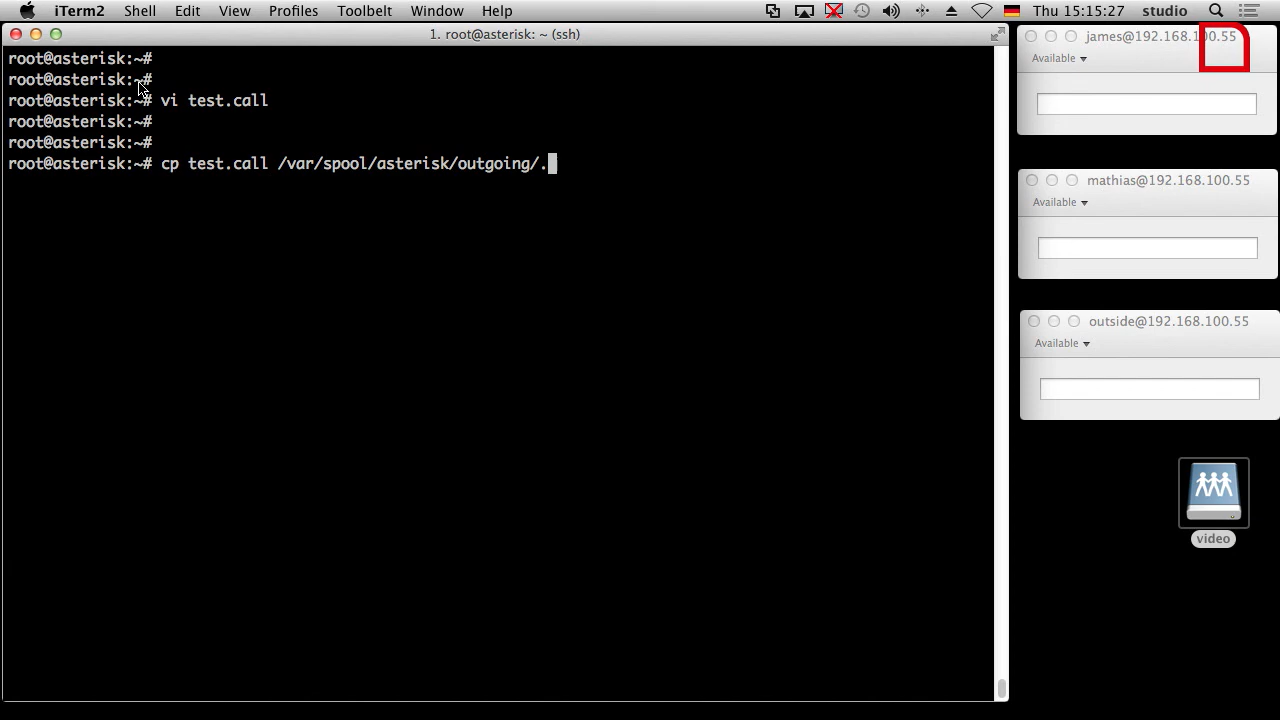 iTerm2 Shell Edit View Profiles Toolbelt Window Help Thu 15:15:27 studio
1. root@asterisk: ~ (ssh)
root@asterisk:~#
root@asterisk:~#
root@asterisk:~# vi test.call
root@asterisk:~#
root@asterisk:~#
root@asterisk:~# cp test.call /var/spool/asterisk/outgoing/.
james@192.168.100.55
Available
mathias@192.168.100.55
Available
outside@192.168.100.55
Available
video